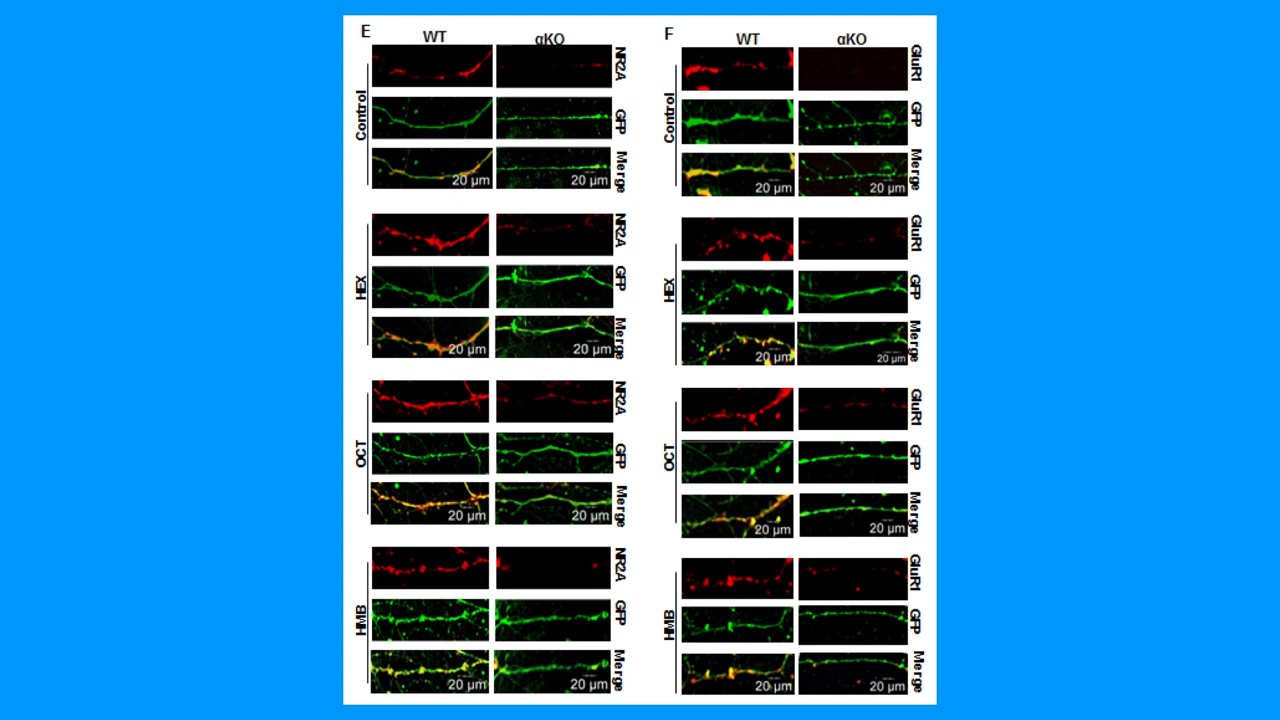 E
WT
αKO
Control
NR2A
GFP
Merge
20 µm
20 µm
HEX
NR2A
GFP
Merge
20 µm
20 µm
OCT
NR2A
GFP
Merge
20 µm
20 µm
HMB
NR2A
GFP
Merge
20 µm
20 µm
F
WT
αKO
Control
GluR1
GFP
Merge
20 µm
20 µm
HEX
GluR1
GFP
Merge
20 µm
20 µm
OCT
GluR1
GFP
Merge
20 µm
20 µm
HMB
GluR1
GFP
Merge
20 µm
20 µm